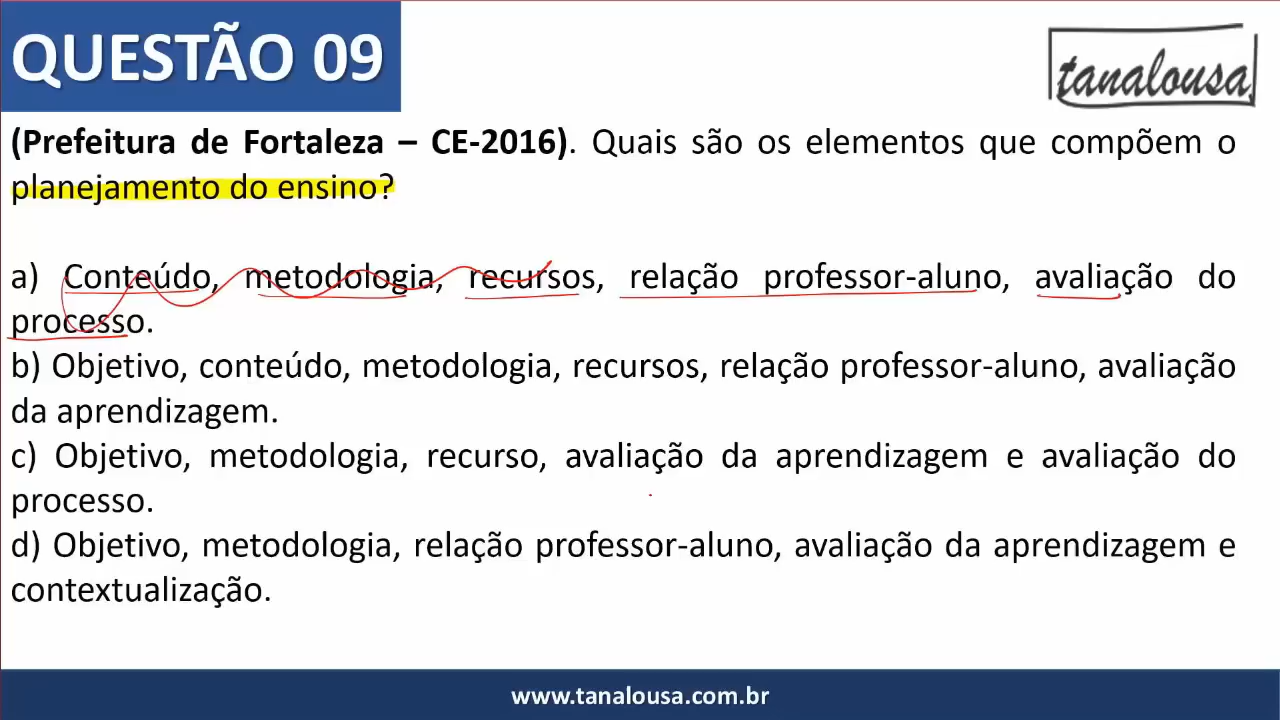 QUESTÃO 09
tanalousa
(Prefeitura de Fortaleza – CE-2016). Quais são os elementos que compõem o
planejamento do ensino?
a) Conteúdo, metodologia, recursos, relação professor-aluno, avaliação do
processo.
b) Objetivo, conteúdo, metodologia, recursos, relação professor-aluno, avaliação
da aprendizagem.
c) Objetivo, metodologia, recurso, avaliação da aprendizagem e avaliação do
processo.
d) Objetivo, metodologia, relação professor-aluno, avaliação da aprendizagem e
contextualização.
www.tanalousa.com.br